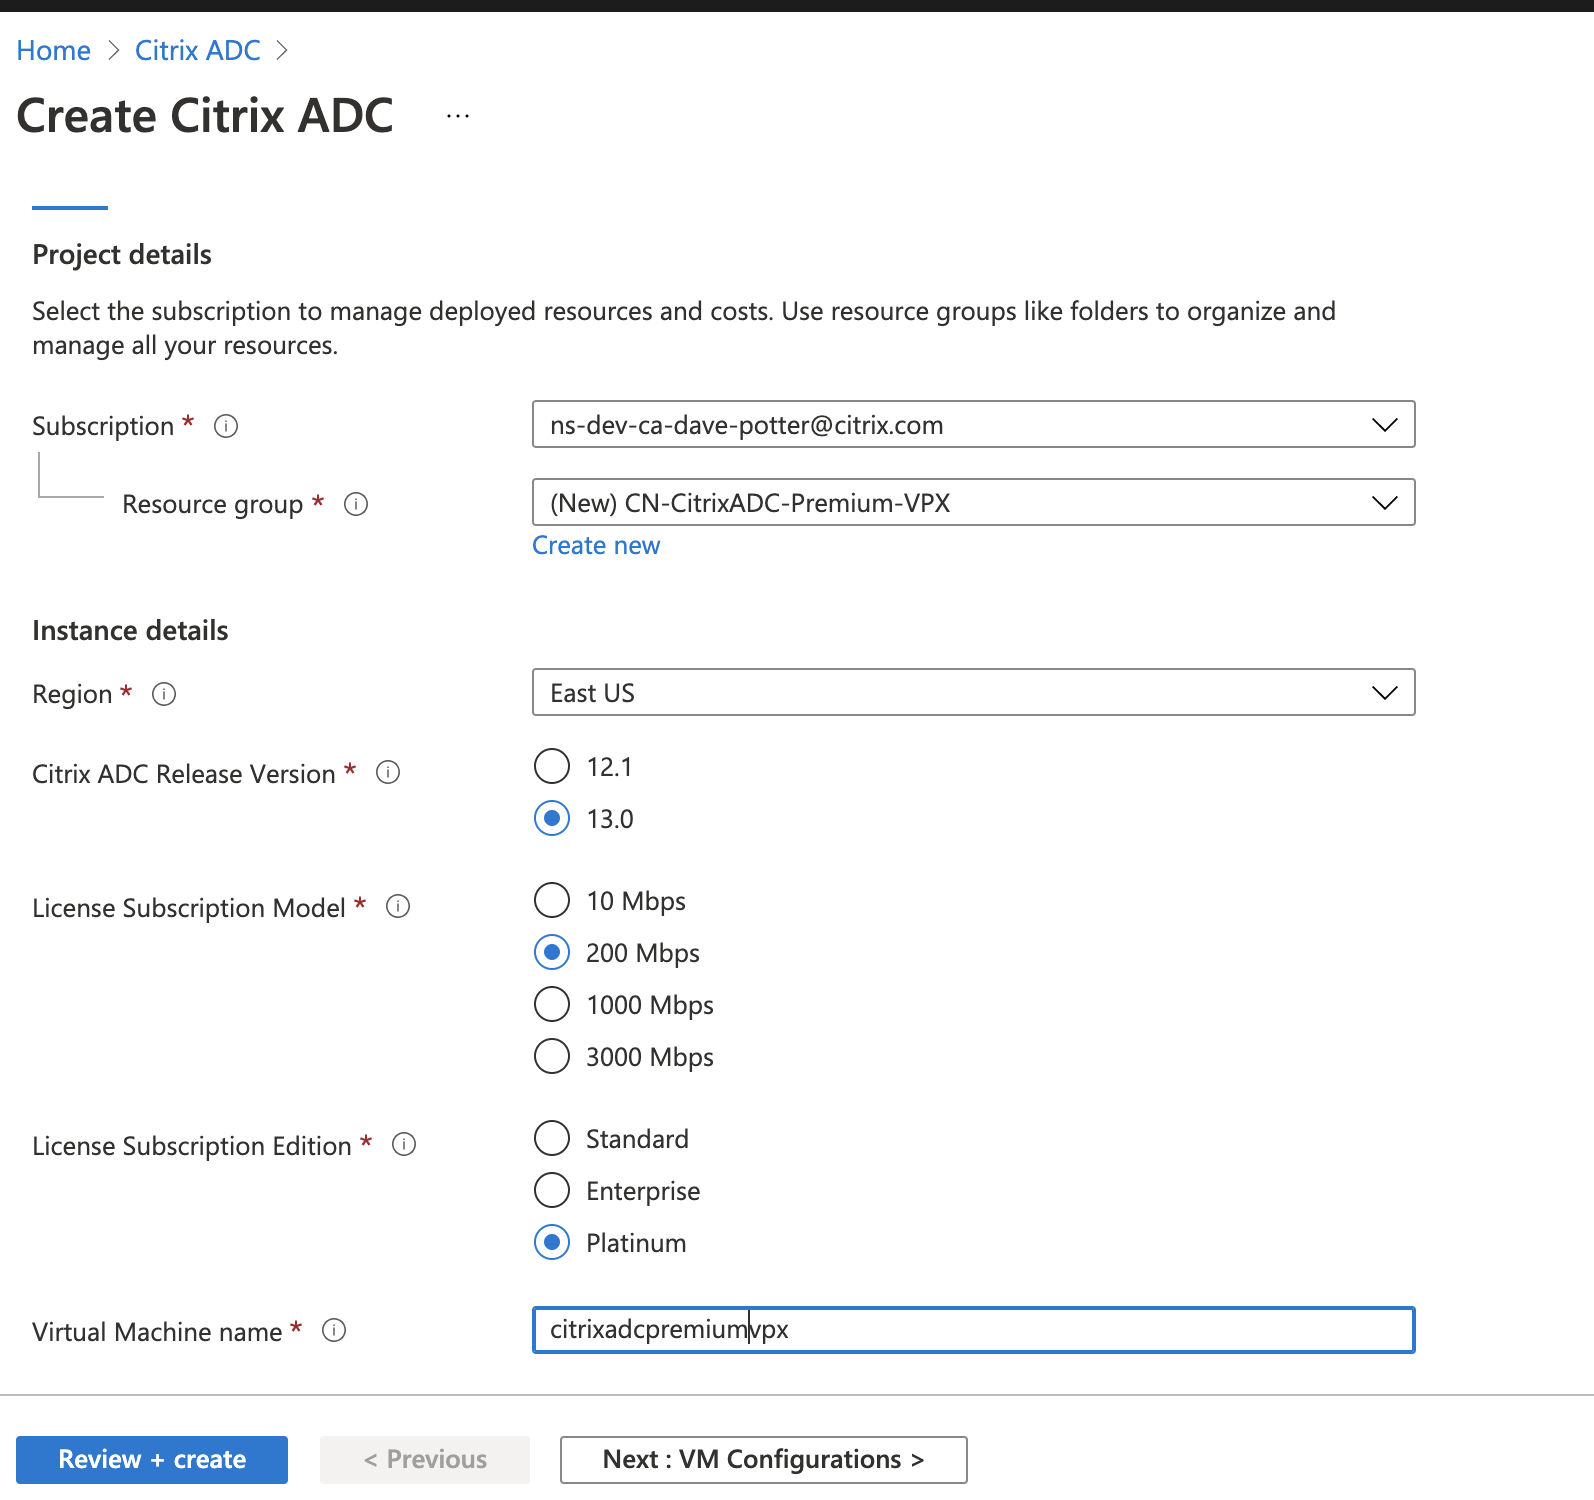 Home > Citrix ADC >
Create Citrix ADC ...
Project details
Select the subscription to manage deployed resources and costs. Use resource groups like folders to organize and
manage all your resources.
Subscription *
ns-dev-ca-dave-potter@citrix.com
Resource group *
(New) CN-CitrixADC-Premium-VPX
Create new
Instance details
Region *
East US
Citrix ADC Release Version *
12.1
13.0
License Subscription Model *
10 Mbps
200 Mbps
1000 Mbps
3000 Mbps
License Subscription Edition *
Standard
Enterprise
Platinum
Virtual Machine name *
citrixadcpremiumvpx
Review + create
< Previous
Next : VM Configurations >